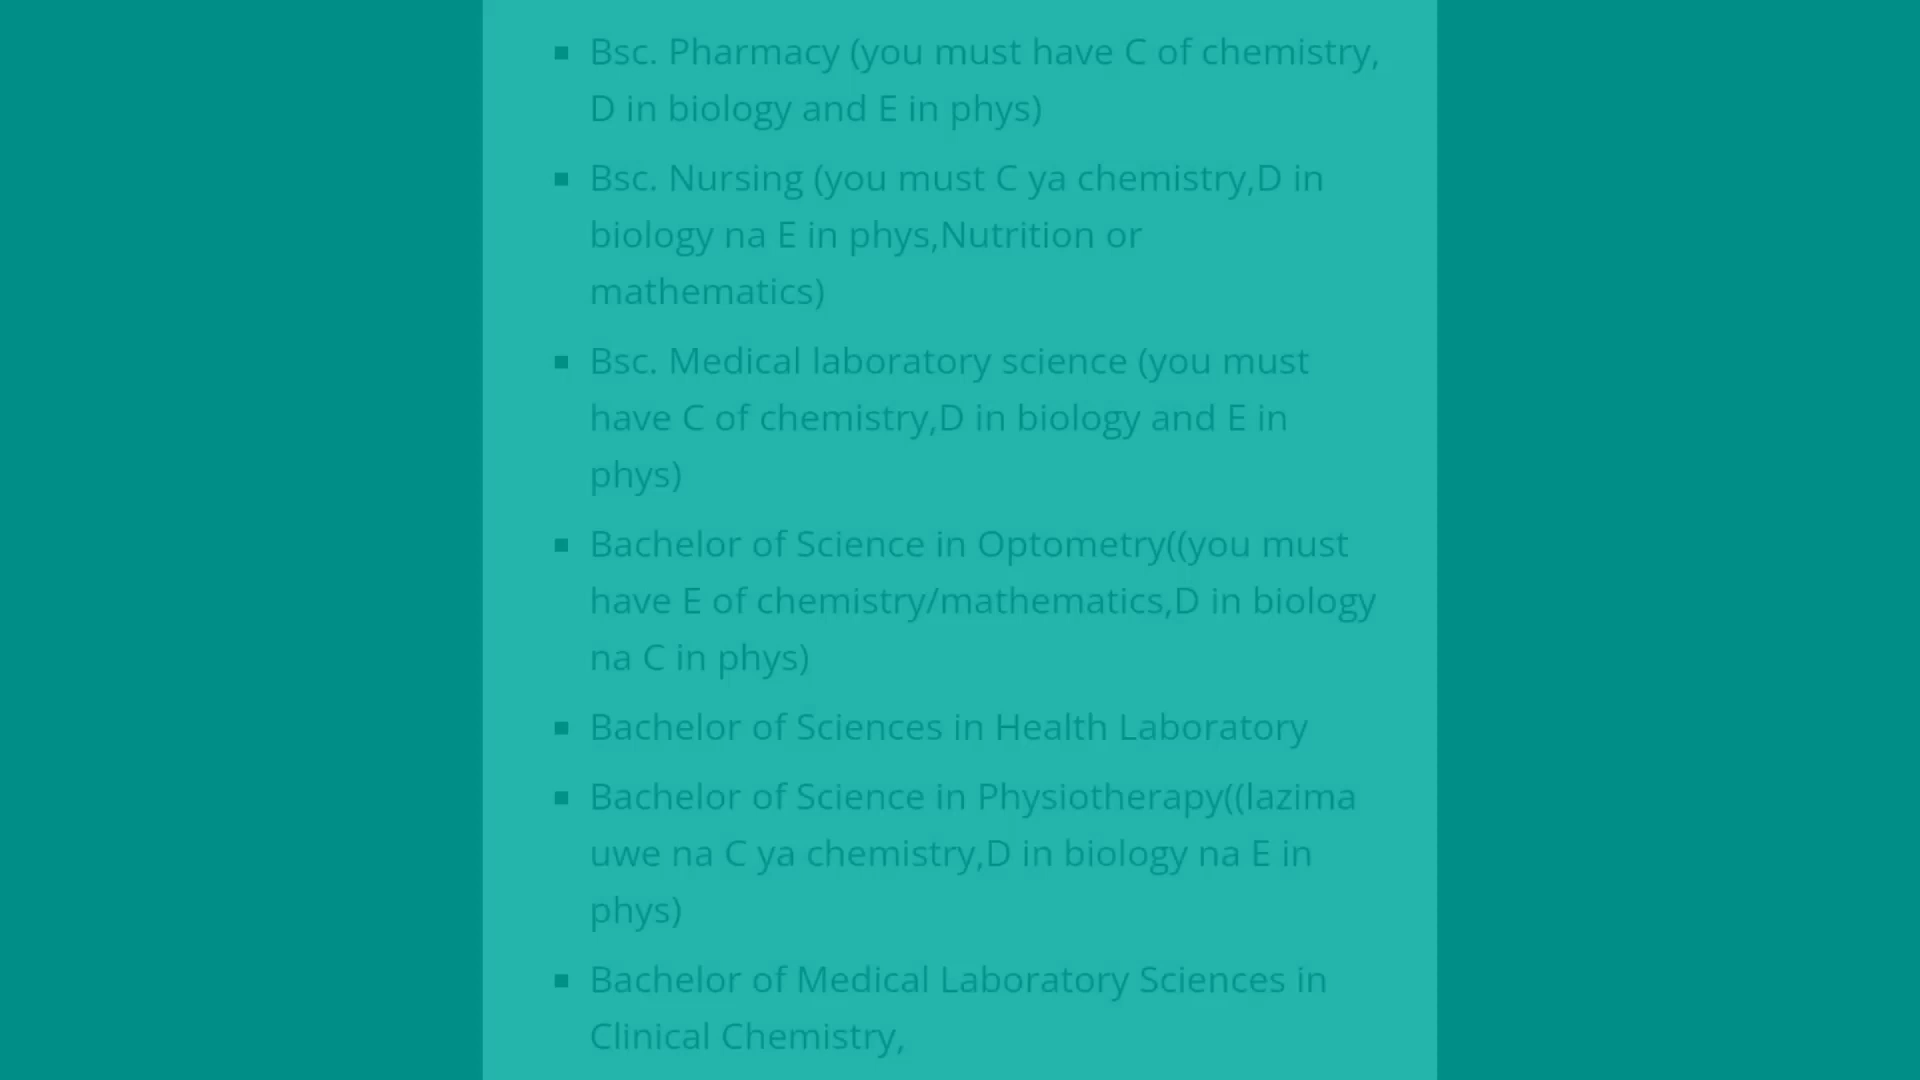 ▪ Bsc. Pharmacy (you must have C of chemistry,
D in biology and E in phys)
▪ Bsc. Nursing (you must C ya chemistry,D in
biology na E in phys,Nutrition or
mathematics)
▪ Bsc. Medical laboratory science (you must
have C of chemistry,D in biology and E in
phys)
▪ Bachelor of Science in Optometry((you must
have E of chemistry/mathematics,D in biology
na C in phys)
▪ Bachelor of Sciences in Health Laboratory
▪ Bachelor of Science in Physiotherapy((lazima
uwe na C ya chemistry,D in biology na E in
phys)
▪ Bachelor of Medical Laboratory Sciences in
Clinical Chemistry,